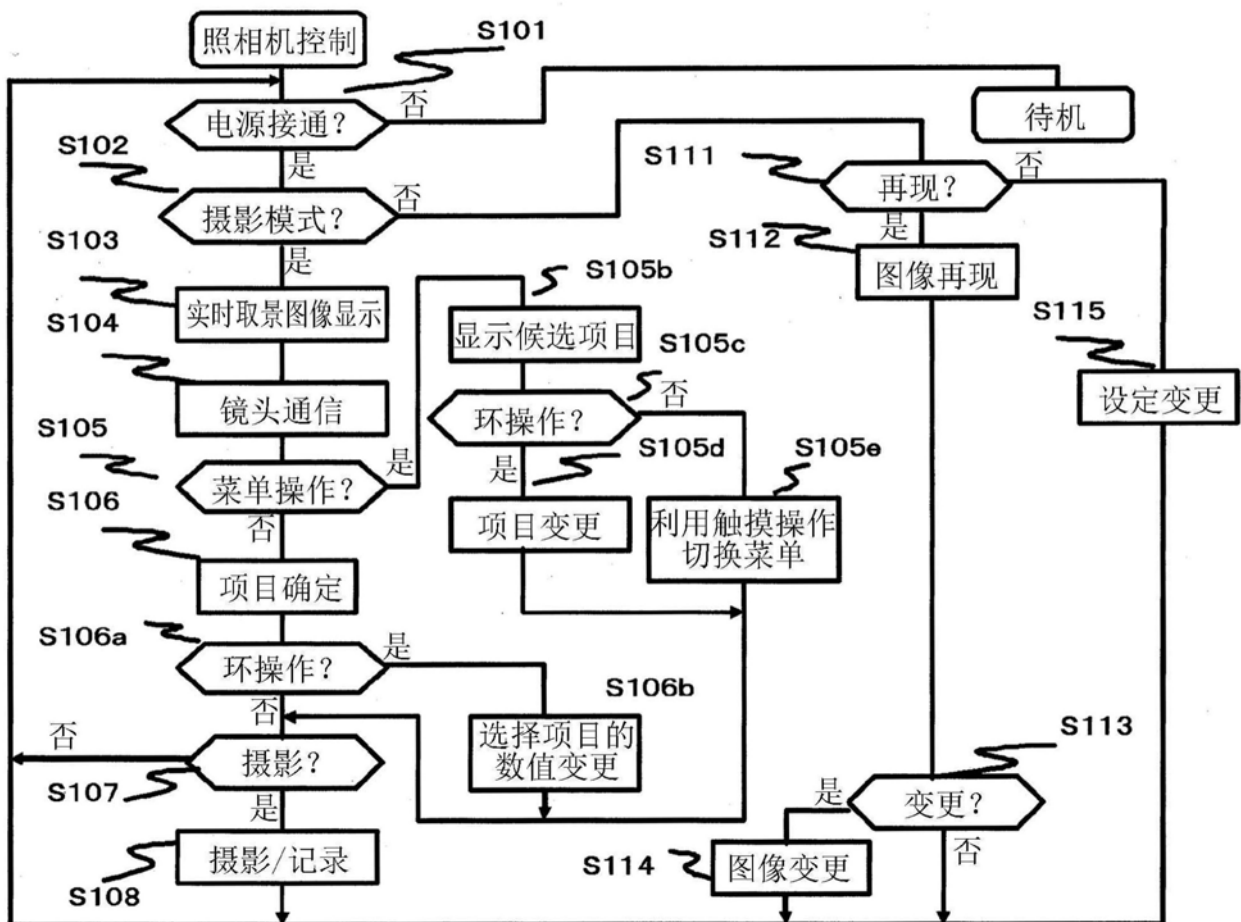 照相机控制
S101
电源接通？
否
待机
是
S102
摄影模式？
否
S111
再现？
否
是
S103
是
S112
图像再现
实时取景图像显示
S105b
显示候选项目
S115
设定变更
S104
镜头通信
S105c
环操作？
否
S105
菜单操作？
是
是
S105d
S105e
否
项目变更
利用触摸操作
切换菜单
S106
项目确定
S106a
环操作？
是
S106b
选择项目的
数值变更
否
否
摄影？
S107
是
S113
变更？
是
否
摄影/记录
S108
S114
图像变更